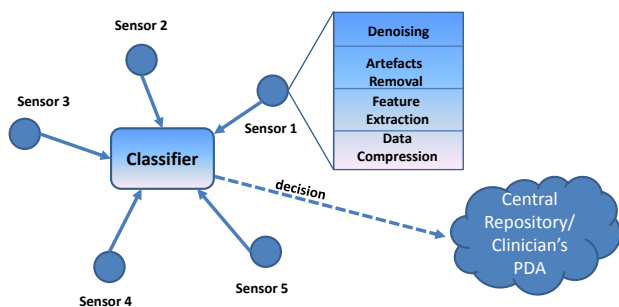 Sensor 2
Denoising
Artefacts
Removal
Sensor 3
Feature
Extraction
Sensor 1
Data
Compression
Classifier
decision
Central
Repository/
Clinician's
PDA
Sensor 5
Sensor 4